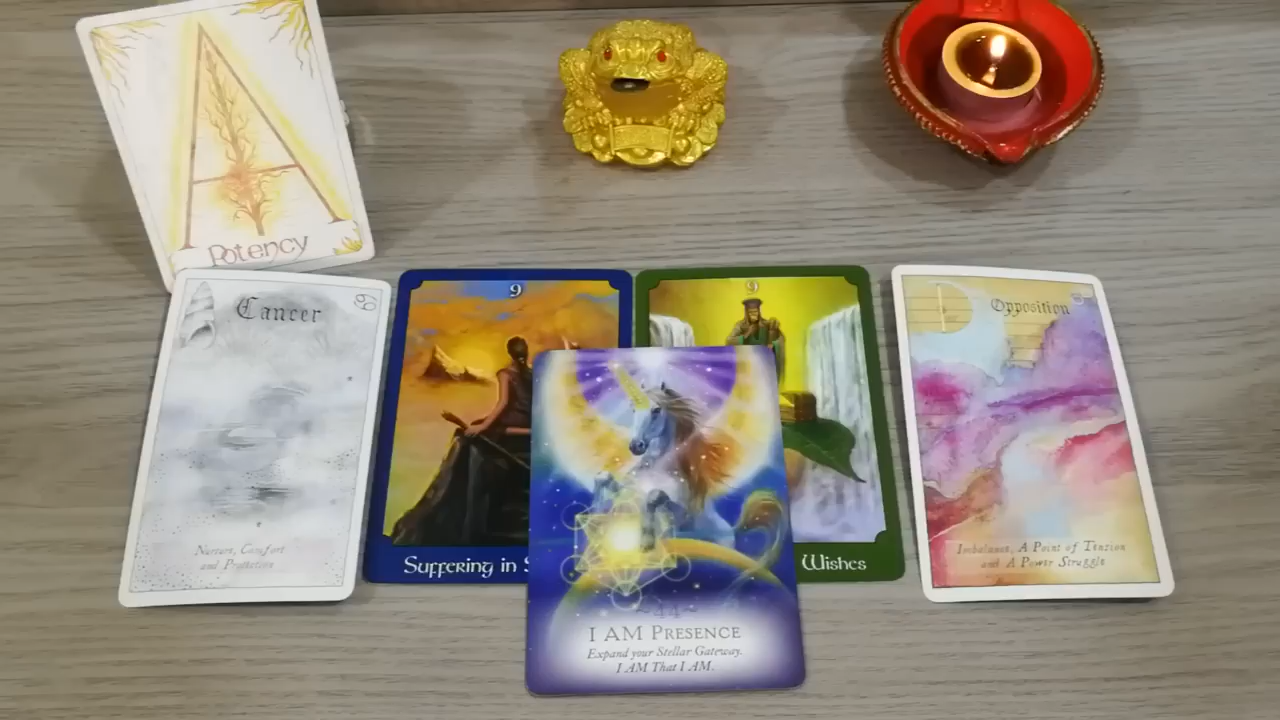 A
Potency
Cancer
Nurture, Comfort
and Protection
9
Suffering in
9
Wishes
Opposition
Imbalance, A Point of Tension
and A Power Struggle
~44~
I AM PRESENCE
Expand your Stellar Gateway.
I AM That I AM.